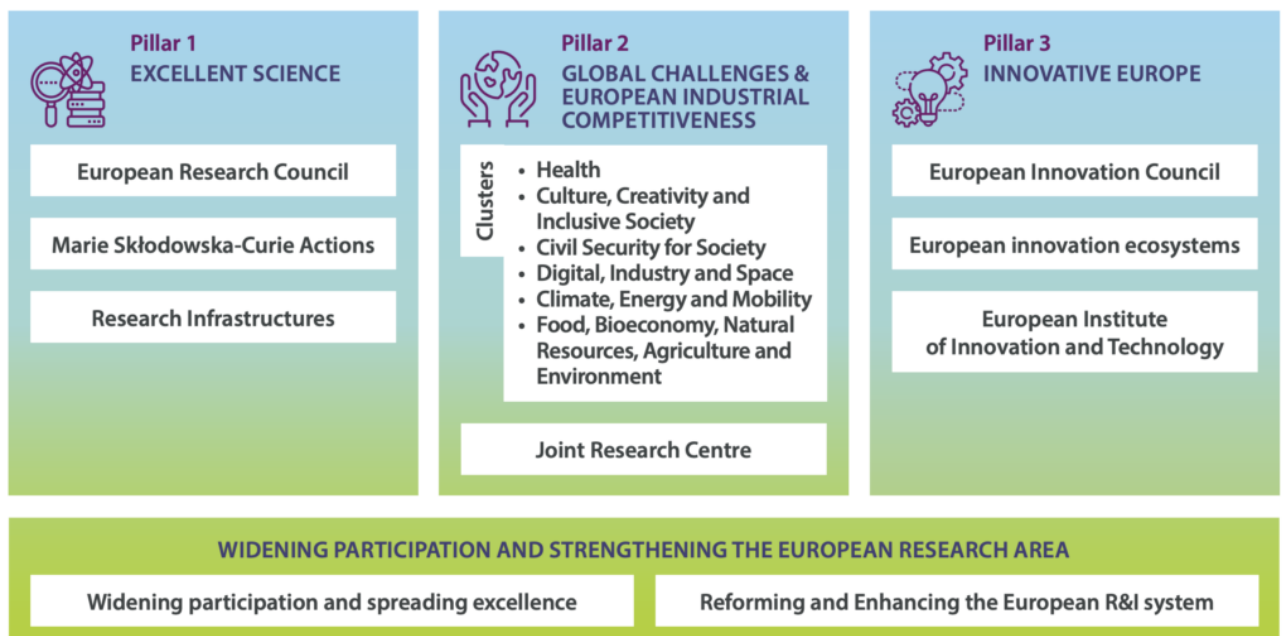 Pillar 1
EXCELLENT SCIENCE
European Research Council
Marie Skłodowska-Curie Actions
Research Infrastructures
Pillar 2
GLOBAL CHALLENGES &
EUROPEAN INDUSTRIAL
COMPETITIVENESS
Clusters
• Health
• Culture, Creativity and
Inclusive Society
• Civil Security for Society
• Digital, Industry and Space
• Climate, Energy and Mobility
• Food, Bioeconomy, Natural
Resources, Agriculture and
Environment
Joint Research Centre
Pillar 3
INNOVATIVE EUROPE
European Innovation Council
European innovation ecosystems
European Institute
of Innovation and Technology
WIDENING PARTICIPATION AND STRENGTHENING THE EUROPEAN RESEARCH AREA
Widening participation and spreading excellence
Reforming and Enhancing the European R&I system